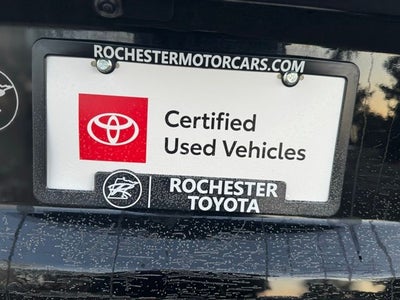 ROCHESTERMOTORCARS.COM
Certified
Used Vehicles
ROCHESTER
TOYOTA